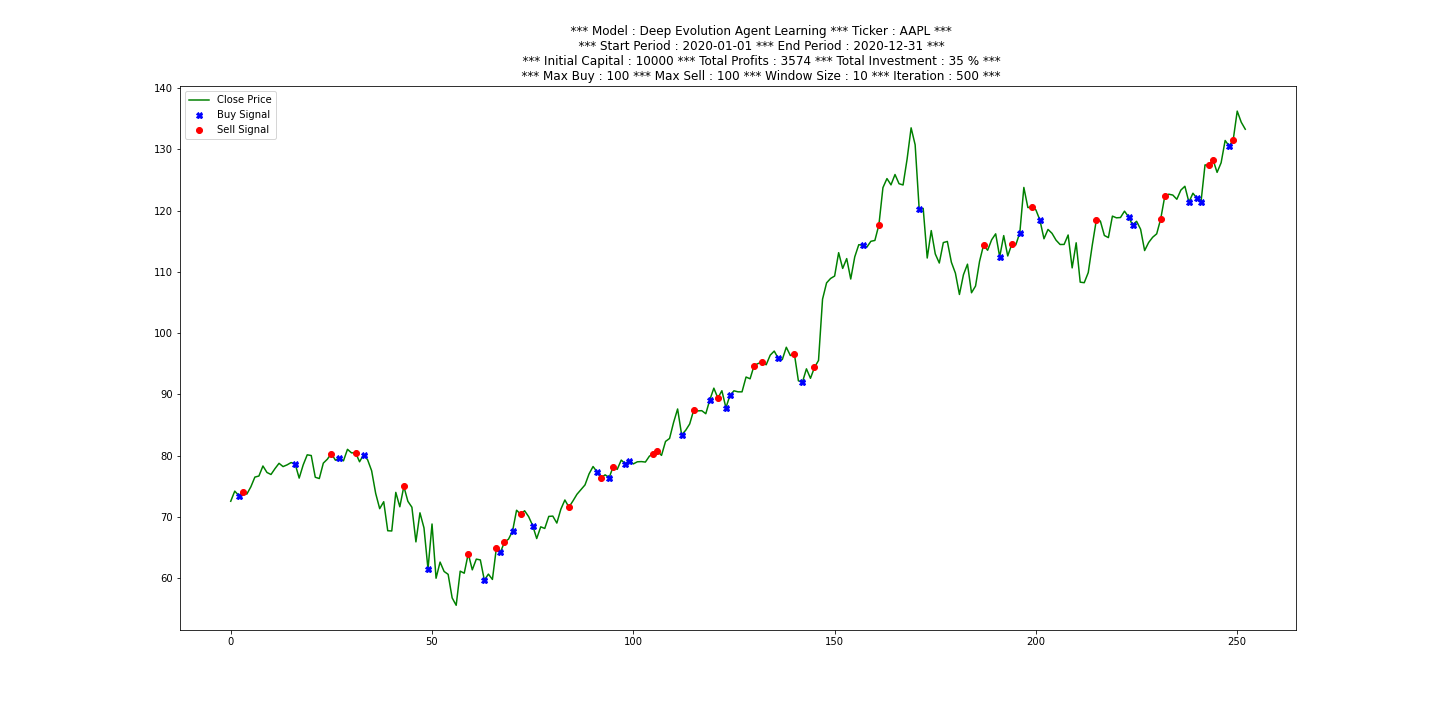 *** Model : Deep Evolution Agent Learning *** Ticker : AAPL ***
*** Start Period : 2020-01-01 *** End Period : 2020-12-31 ***
*** Initial Capital : 10000 *** Total Profits : 3574 *** Total Investment : 35 % ***
*** Max Buy : 100 *** Max Sell : 100 *** Window Size : 10 *** Iteration : 500 ***
Close Price
Buy Signal
Sell Signal
140
130
120
110
100
90
80
70
60
0 50 100 150 200 250